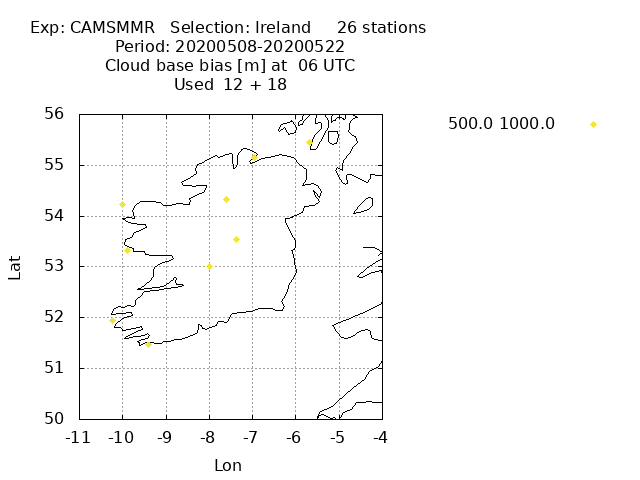 Exp: CAMSMMR   Selection: Ireland     26 stations
Period: 20200508-20200522
Cloud base bias [m] at  06 UTC
Used  12 + 18
500.0 1000.0
56
55
54
53
52
51
50
Lat
-11 -10 -9 -8 -7 -6 -5 -4
Lon